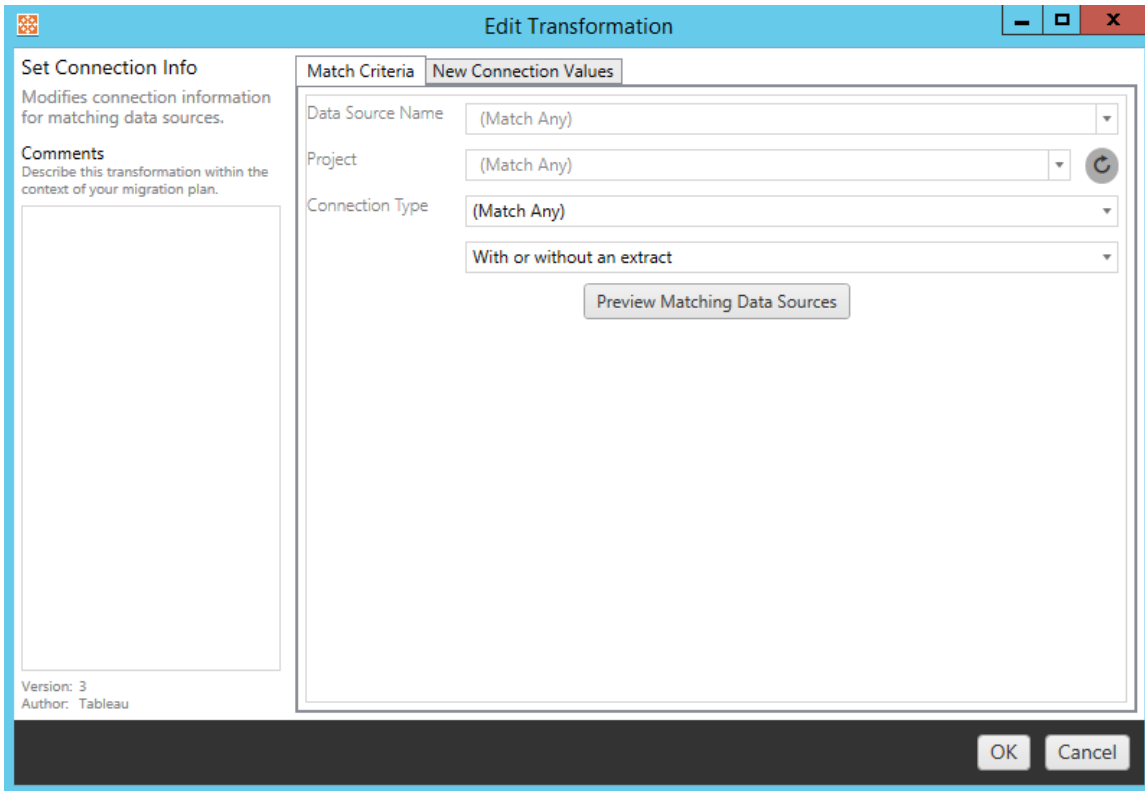 Edit Transformation
Set Connection Info
Modifies connection information
for matching data sources.
Comments
Describe this transformation within the
context of your migration plan.
Version: 3
Author: Tableau
Match Criteria
New Connection Values
Data Source Name
(Match Any)
Project
(Match Any)
Connection Type
(Match Any)
With or without an extract
Preview Matching Data Sources
OK
Cancel